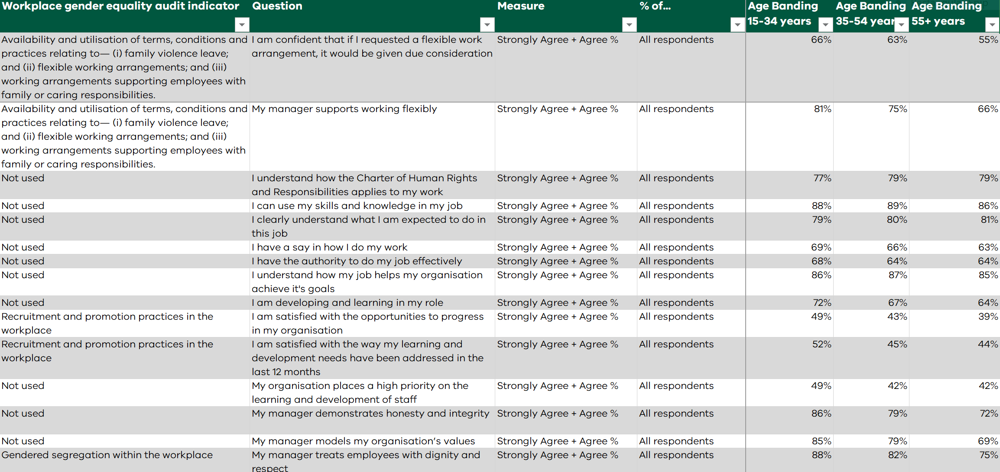 Workplace gender equality audit indicator Question Measure % of... Age Banding Age Banding Age Banding
15-34 years 35-54 year 55+ years
Availability and utilisation of terms, conditions and I am confident that if I requested a flexible work Strongly Agree + Agree % All respondents 66% 63% 55%
practices relating to— (i) family violence leave; arrangement, it would be given due consideration
and (ii) flexible working arrangements; and (iii)
working arrangements supporting employees with
family or caring responsibilities.
Availability and utilisation of terms, conditions and My manager supports working flexibly Strongly Agree + Agree % All respondents 81% 75% 66%
practices relating to— (i) family violence leave;
and (ii) flexible working arrangements; and (iii)
working arrangements supporting employees with
family or caring responsibilities.
Not used I understand how the Charter of Human Rights Strongly Agree + Agree % All respondents 77% 79% 79%
and Responsibilities applies to my work
Not used I can use my skills and knowledge in my job Strongly Agree + Agree % All respondents 88% 89% 86%
Not used I clearly understand what I am expected to do in Strongly Agree + Agree % All respondents 79% 80% 81%
this job
Not used I have a say in how I do my work Strongly Agree + Agree % All respondents 69% 66% 63%
Not used I have the authority to do my job effectively Strongly Agree + Agree % All respondents 68% 64% 64%
Not used I understand how my job helps my organisation Strongly Agree + Agree % All respondents 86% 87% 85%
achieve it's goals
Not used I am developing and learning in my role Strongly Agree + Agree % All respondents 72% 67% 64%
Recruitment and promotion practices in the I am satisfied with the opportunities to progress Strongly Agree + Agree % All respondents 49% 43% 39%
workplace in my organisation
Recruitment and promotion practices in the I am satisfied with the way my learning and Strongly Agree + Agree % All respondents 52% 45% 44%
workplace development needs have been addressed in the
last 12 months
Not used My organisation places a high priority on the Strongly Agree + Agree % All respondents 49% 42% 42%
learning and development of staff
Not used My manager demonstrates honesty and integrity Strongly Agree + Agree % All respondents 86% 79% 72%
Not used My manager models my organisation’s values Strongly Agree + Agree % All respondents 85% 79% 69%
Gendered segregation within the workplace My manager treats employees with dignity and Strongly Agree + Agree % All respondents 88% 82% 75%
respect